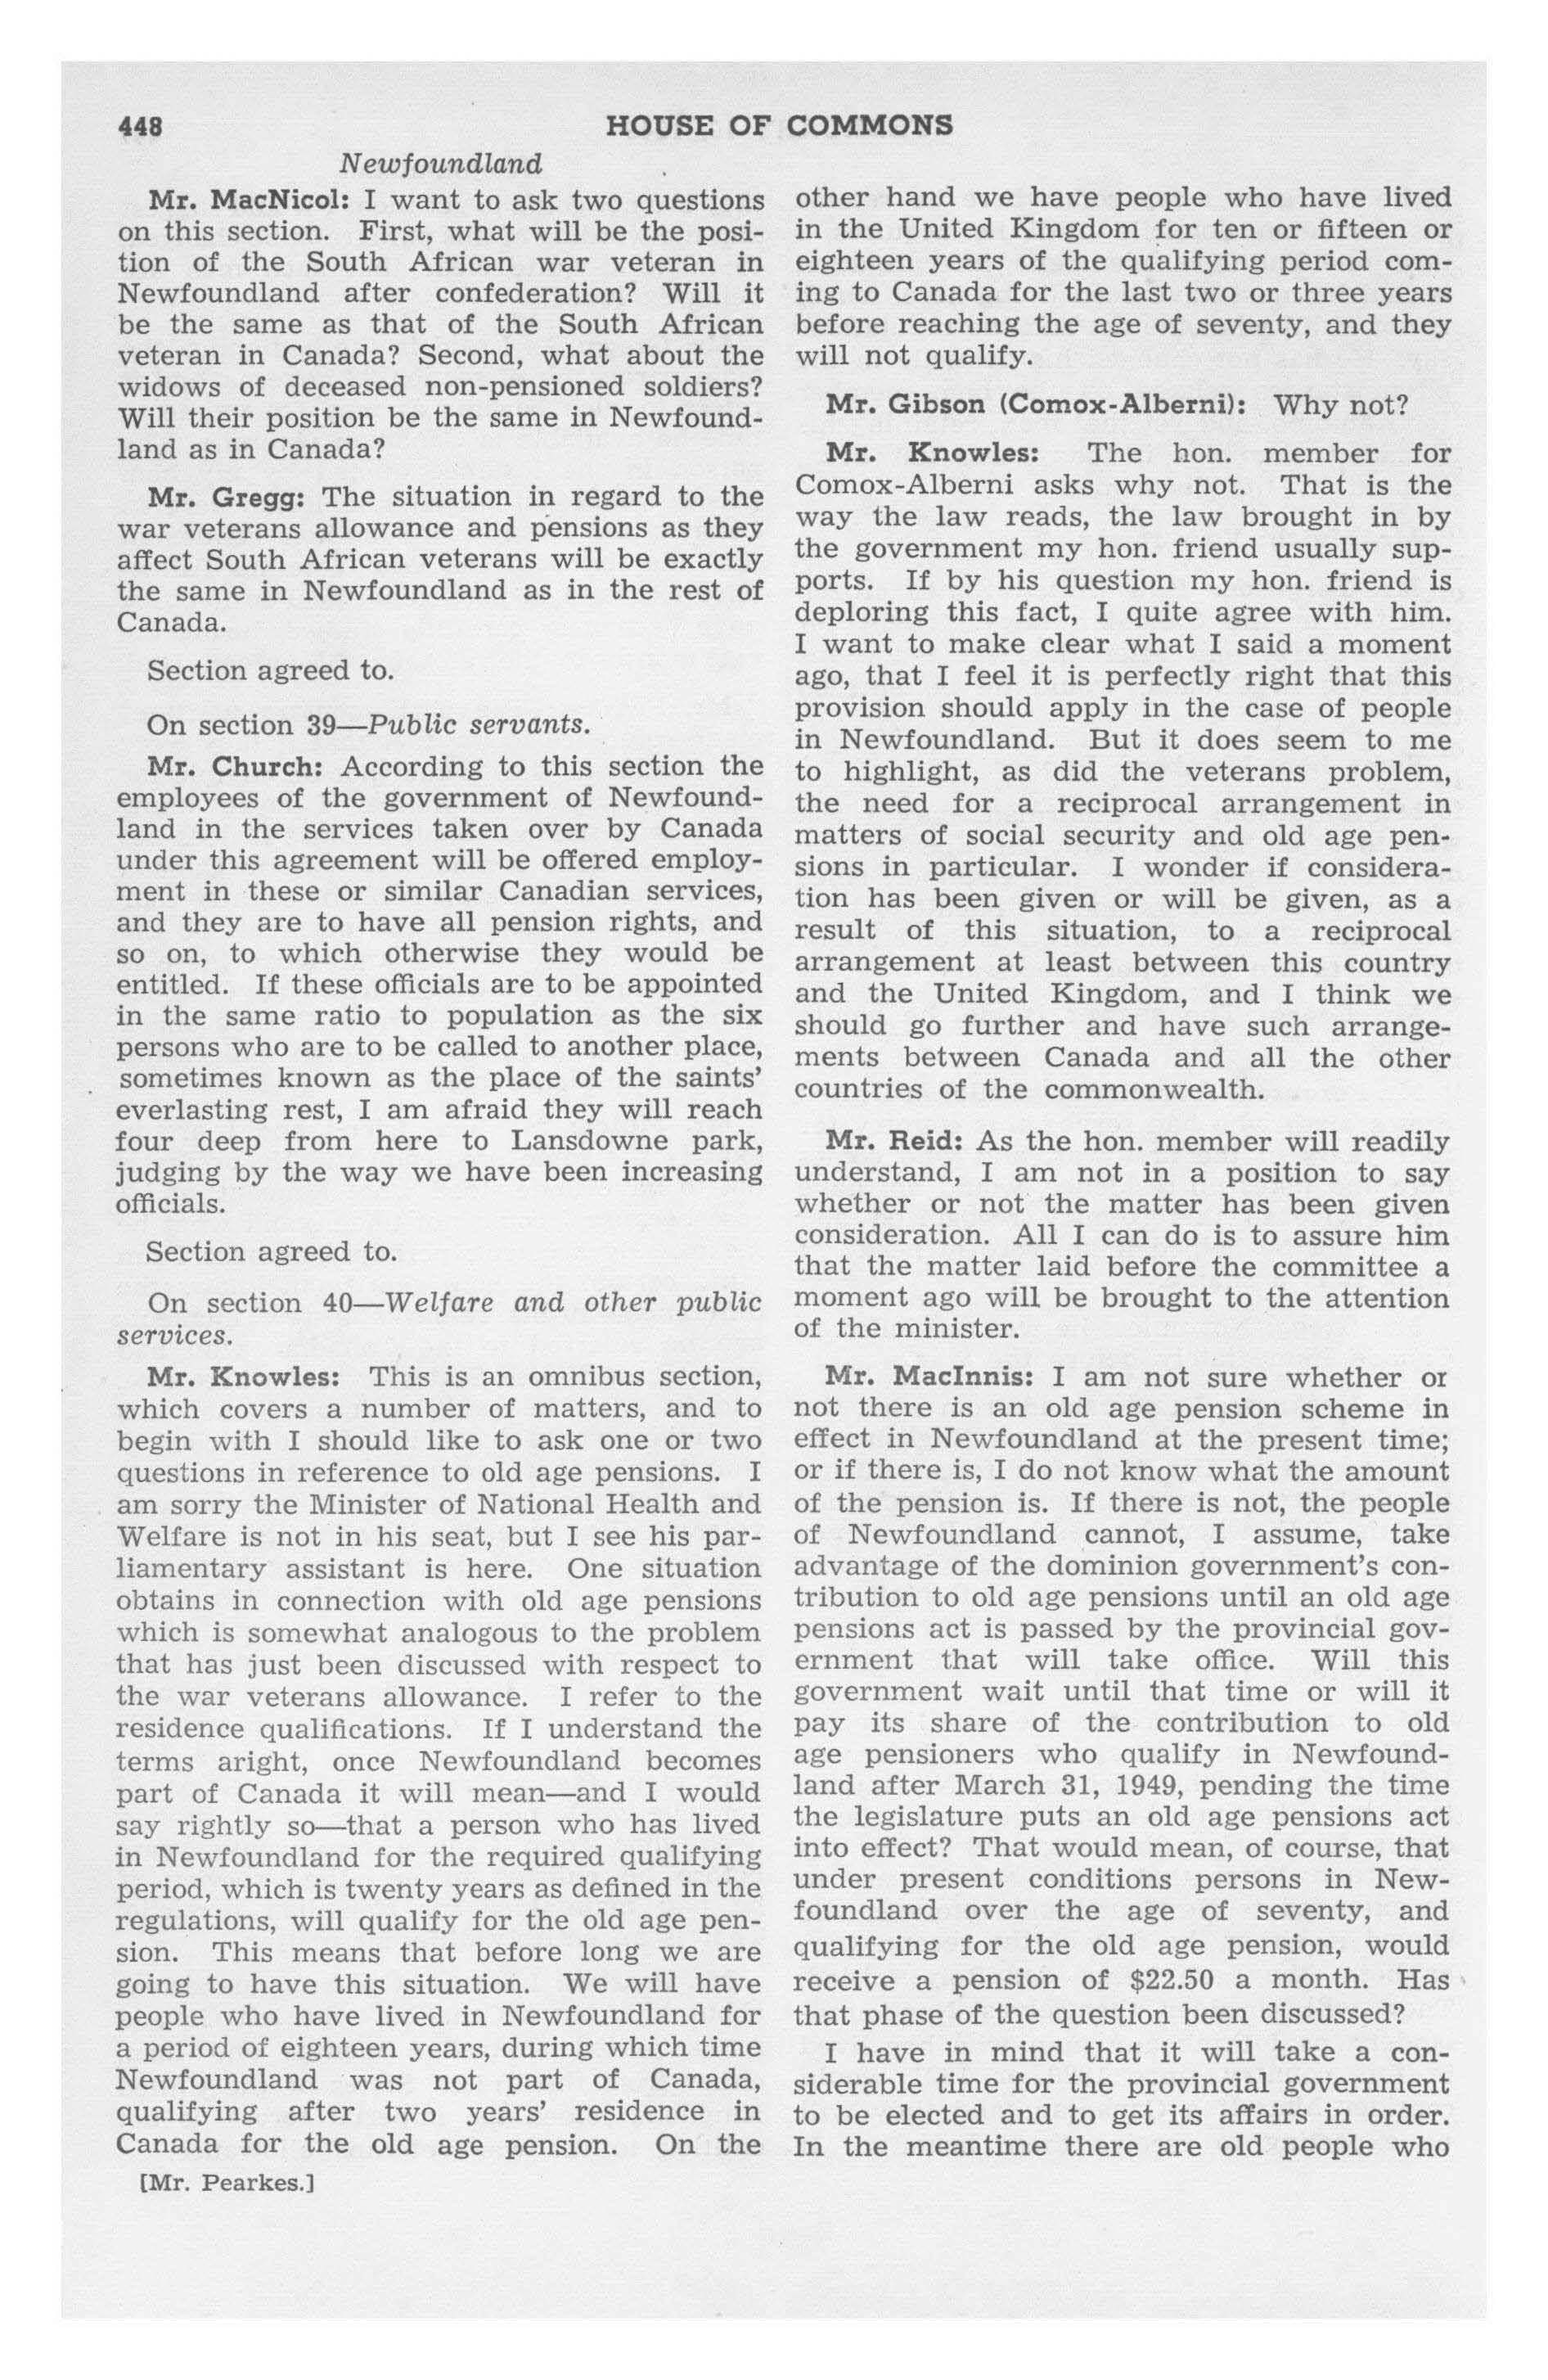 448
HOUSE OF COMMONS
Newfoundland
Mr. MacNicol: I want to ask two questions
on this section. First, what will be the posi-
tion of the South African war veteran in
Newfoundland after confederation? Will it
be the same as that of the South African
veteran in Canada? Second, what about the
widows of deceased non-pensioned soldiers?
Will their position be the same in Newfound-
land as in Canada?
Mr. Gregg: The situation in regard to the
war veterans allowance and pensions as they
affect South African veterans will be exactly
the same in Newfoundland as in the rest of
Canada.
Section agreed to.
On section 39—Public servants.
Mr. Church: According to this section the
employees of the government of Newfound-
land in the services taken over by Canada
under this agreement will be offered employ-
ment in these or similar Canadian services,
and they are to have all pension rights, and
so on, to which otherwise they would be
entitled. If these officials are to be appointed
in the same ratio to population as the six
persons who are to be called to another place,
sometimes known as the place of the saints'
everlasting rest, I am afraid they will reach
four deep from here to Lansdowne park,
judging by the way we have been increasing
officials.
Section agreed to.
On section 40—Welfare and other public
services.
Mr. Knowles: This is an omnibus section,
which covers a number of matters, and to
begin with I should like to ask one or two
questions in reference to old age pensions. I
am sorry the Minister of National Health and
Welfare is not in his seat, but I see his par-
liamentary assistant is here. One situation
obtains in connection with old age pensions
which is somewhat analogous to the problem
that has just been discussed with respect to
the war veterans allowance. I refer to the
residence qualifications. If I understand the
terms aright, once Newfoundland becomes
part of Canada it will mean—and I would
say rightly so—that a person who has lived
in Newfoundland for the required qualifying
period, which is twenty years as defined in the
regulations, will qualify for the old age pen-
sion. This means that before long we are
going to have this situation. We will have
people who have lived in Newfoundland for
a period of eighteen years, during which time
Newfoundland was not part of Canada,
qualifying after two years' residence in
Canada for the old age pension. On the
[Mr. Pearkes.]
other hand we have people who have lived
in the United Kingdom for ten or fifteen or
eighteen years of the qualifying period com-
ing to Canada for the last two or three years
before reaching the age of seventy, and they
will not qualify.
Mr. Gibson (Comox-Alberni): Why not?
Mr. Knowles: The hon. member for
Comox-Alberni asks why not. That is the
way the law reads, the law brought in by
the government my hon. friend usually sup-
ports. If by his question my hon. friend is
deploring this fact, I quite agree with him.
I want to make clear what I said a moment
ago, that I feel it is perfectly right that this
provision should apply in the case of people
in Newfoundland. But it does seem to me
to highlight, as did the veterans problem,
the need for a reciprocal arrangement in
matters of social security and old age pen-
sions in particular. I wonder if considera-
tion has been given or will be given, as a
result of this situation, to a reciprocal
arrangement at least between this country
and the United Kingdom, and I think we
should go further and have such arrange-
ments between Canada and all the other
countries of the commonwealth.
Mr. Reid: As the hon. member will readily
understand, I am not in a position to say
whether or not the matter has been given
consideration. All I can do is to assure him
that the matter laid before the committee a
moment ago will be brought to the attention
of the minister.
Mr. MacInnis: I am not sure whether or
not there is an old age pension scheme in
effect in Newfoundland at the present time;
or if there is, I do not know what the amount
of the pension is. If there is not, the people
of Newfoundland cannot, I assume, take
advantage of the dominion government's con-
tribution to old age pensions until an old age
pensions act is passed by the provincial gov-
ernment that will take office. Will this
government wait until that time or will it
pay its share of the contribution to old
age pensioners who qualify in Newfound-
land after March 31, 1949, pending the time
the legislature puts an old age pensions act
into effect? That would mean, of course, that
under present conditions persons in New-
foundland over the age of seventy, and
qualifying for the old age pension, would
receive a pension of $22.50 a month. Has
that phase of the question been discussed?
I have in mind that it will take a con-
siderable time for the provincial government
to be elected and to get its affairs in order.
In the meantime there are old people who